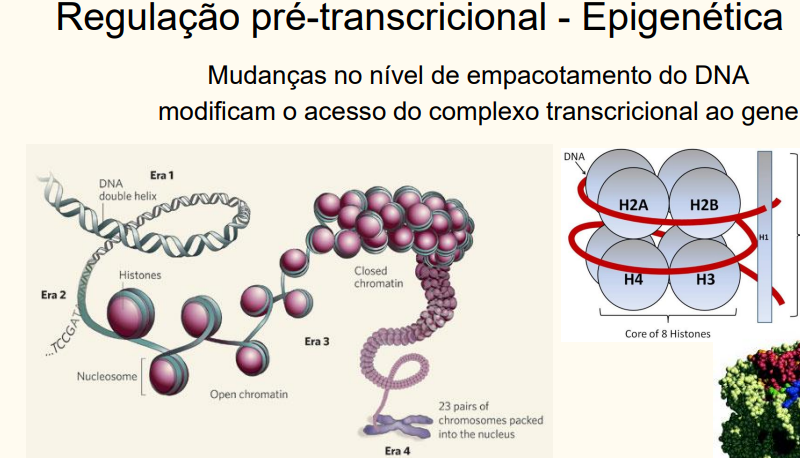 Regulação pré-transcricional - Epigenética
Mudanças no nível de empacotamento do DNA
modificam o acesso do complexo transcricional ao gene
Era 1
DNA
double helix
Histones
Era 2
...TCCGAT
Nucleosome
Open chromatin
Era 3
Closed
chromatin
23 pairs of
chromosomes packed
into the nucleus
Era 4
DNA
H2A
H2B
H1
H4
H3
Core of 8 Histones